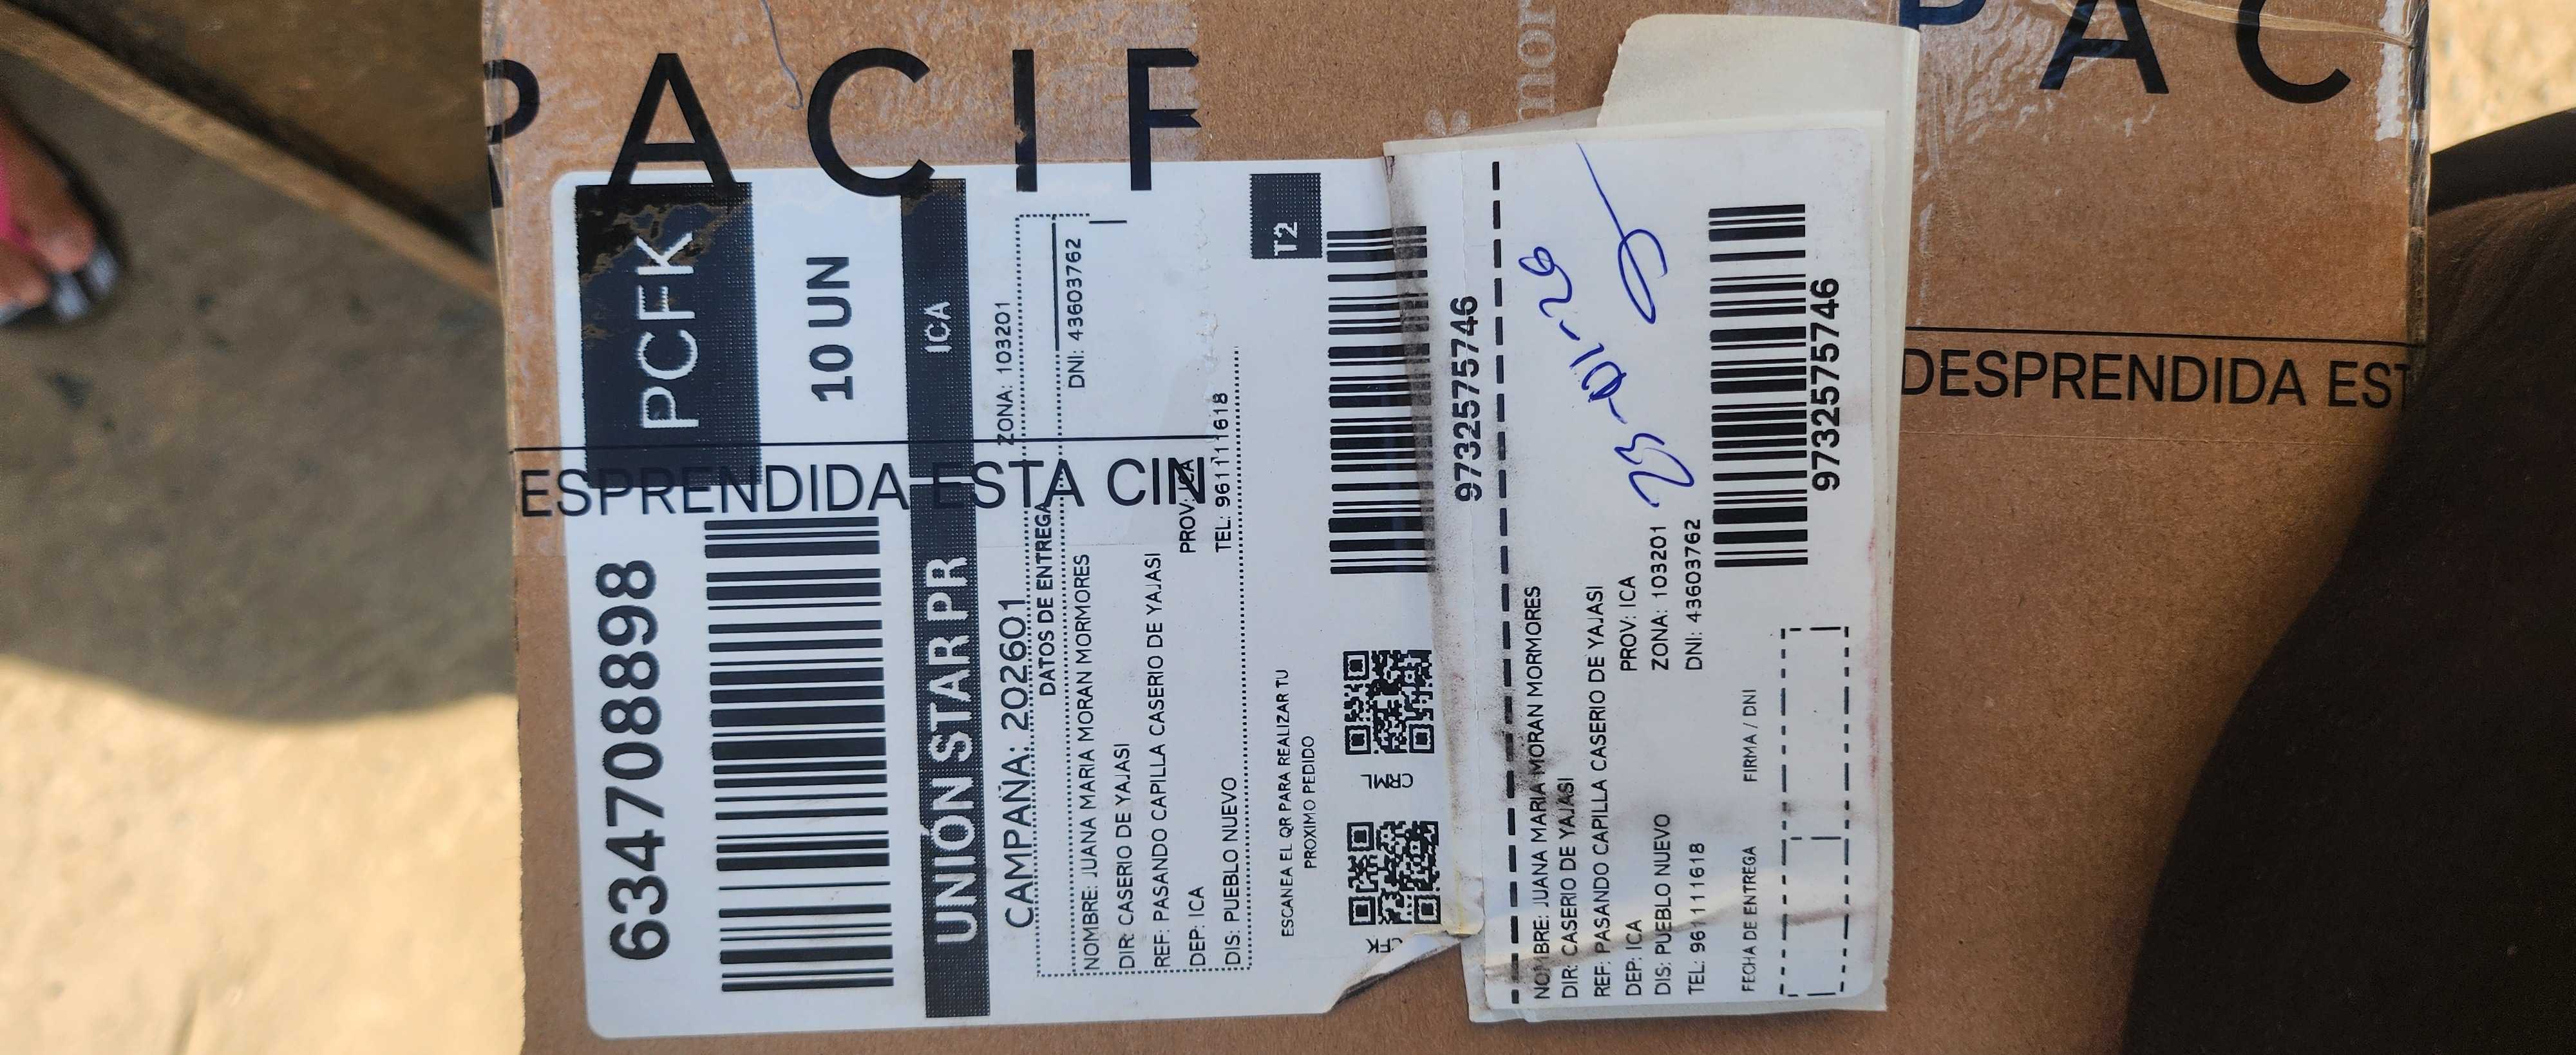 PACIF
PAC
mor
PCFK
10 UN
6347088898
UNIÓN STAR PR
ICA
ESPRENDIDA ESTA CIN
DESPRENDIDA EST
CAMPAÑA: 202601
ZONA: 103201
DATOS DE ENTREGA
NOMBRE: JUANA MARIA MORAN MORMORES
DNI: 43603762
DIR: CASERIO DE YAJASI
REF: PASANDO CAPILLA CASERIO DE YAJASI
DEP: ICA
PROV: ICA
DIS: PUEBLO NUEVO
TEL: 961111618
T2
ESCANEA EL QR PARA REALIZAR TU
PROXIMO PEDIDO
9732575746
NOMBRE: JUANA MARIA MORAN MORMORES
DIR: CASERIO DE YAJASI
REF: PASANDO CAPILLA CASERIO DE YAJASI
DEP: ICA
PROV: ICA
DIS: PUEBLO NUEVO
ZONA: 103201
TEL: 961111618
DNI: 43603762
23-01-26
FECHA DE ENTREGA
FIRMA / DNI
9732575746